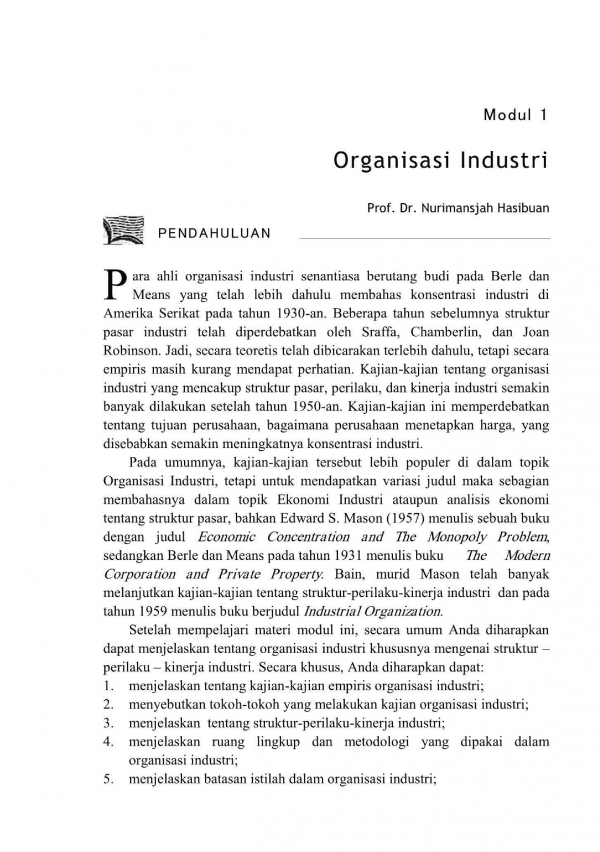 Modul 1
Organisasi Industri
Prof. Dr. Nurimansjah Hasibuan
PENDAHULUAN
Para ahli organisasi industri senantiasa berutang budi pada Berle dan
Means yang telah lebih dahulu membahas konsentrasi industri di
Amerika Serikat pada tahun 1930-an. Beberapa tahun sebelumnya struktur
pasar industri telah diperdebatkan oleh Sraffa, Chamberlin, dan Joan
Robinson. Jadi, secara teoretis telah dibicarakan terlebih dahulu, tetapi secara
empiris masih kurang mendapat perhatian. Kajian-kajian tentang organisasi
industri yang mencakup struktur pasar, perilaku, dan kinerja industri semakin
banyak dilakukan setelah tahun 1950-an. Kajian-kajian ini memperdebatkan
tentang tujuan perusahaan, bagaimana perusahaan menetapkan harga, yang
disebabkan semakin meningkatnya konsentrasi industri.
Pada umumnya, kajian-kajian tersebut lebih populer di dalam topik
Organisasi Industri, tetapi untuk mendapatkan variasi judul maka sebagian
membahasnya dalam topik Ekonomi Industri ataupun analisis ekonomi
tentang struktur pasar, bahkan Edward S. Mason (1957) menulis sebuah buku
dengan judul Economic Concentration and The Monopoly Problem,
sedangkan Berle dan Means pada tahun 1931 menulis buku The Modern
Corporation and Private Property. Bain, murid Mason telah banyak
melanjutkan kajian-kajian tentang struktur-perilaku-kinerja industri dan pada
tahun 1959 menulis buku berjudul Industrial Organization.
Setelah mempelajari materi modul ini, secara umum Anda diharapkan
dapat menjelaskan tentang organisasi industri khususnya mengenai struktur –
perilaku – kinerja industri. Secara khusus, Anda diharapkan dapat:
1. menjelaskan tentang kajian-kajian empiris organisasi industri;
2. menyebutkan tokoh-tokoh yang melakukan kajian organisasi industri;
3. menjelaskan tentang struktur-perilaku-kinerja industri;
4. menjelaskan ruang lingkup dan metodologi yang dipakai dalam
organisasi industri;
5. menjelaskan batasan istilah dalam organisasi industri;